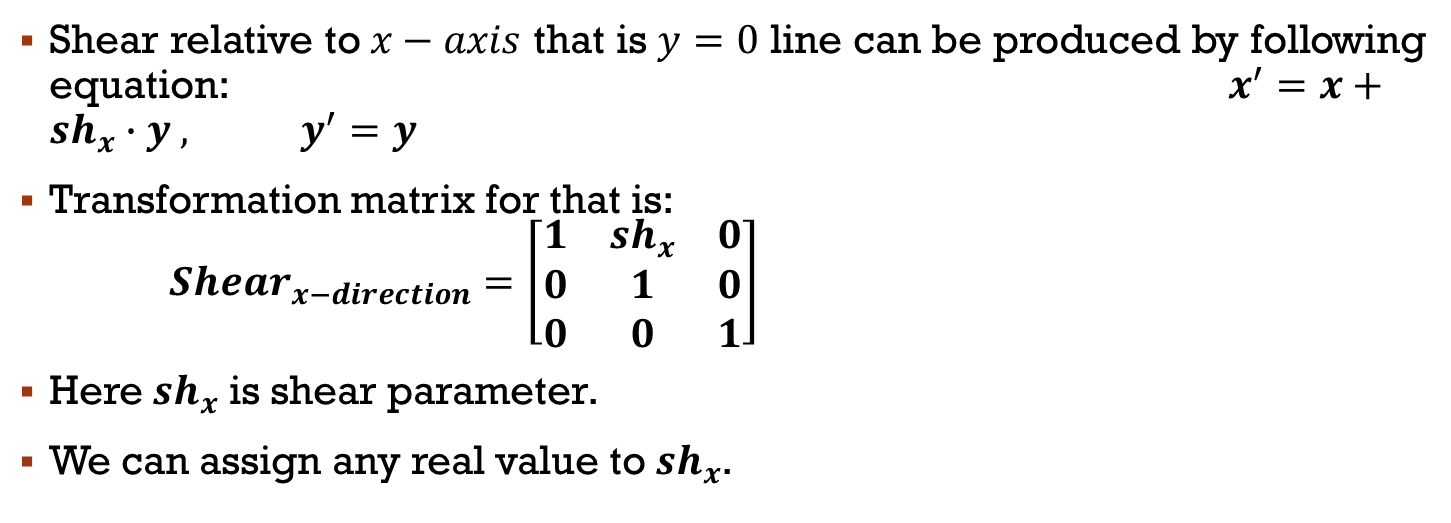 ▪ Shear relative to x − axis that is y = 0 line can be produced by following
equation: x′ = x +
shₓ · y , y′ = y
▪ Transformation matrix for that is:
[1 shₓ 0]
Shearₓ₋direction = [0 1 0]
[0 0 1]
▪ Here shₓ is shear parameter.
▪ We can assign any real value to shₓ.